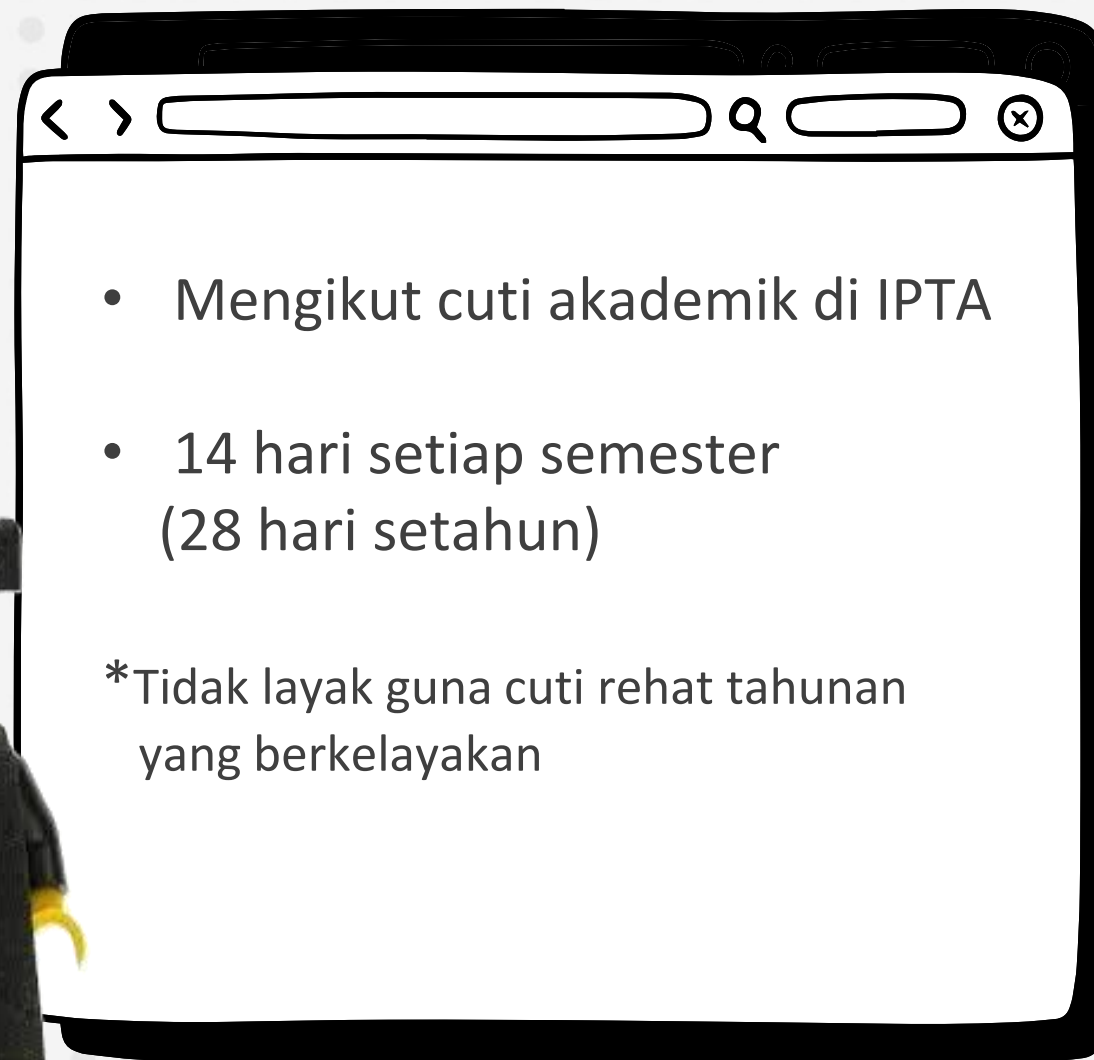 • Mengikut cuti akademik di IPTA
• 14 hari setiap semester
(28 hari setahun)
*Tidak layak guna cuti rehat tahunan
yang berkelayakan